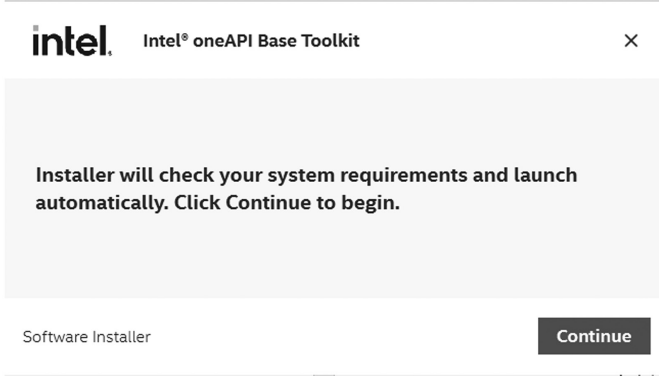 intel.
Intel® oneAPI Base Toolkit
Installer will check your system requirements and launch
automatically. Click Continue to begin.
Software Installer
Continue